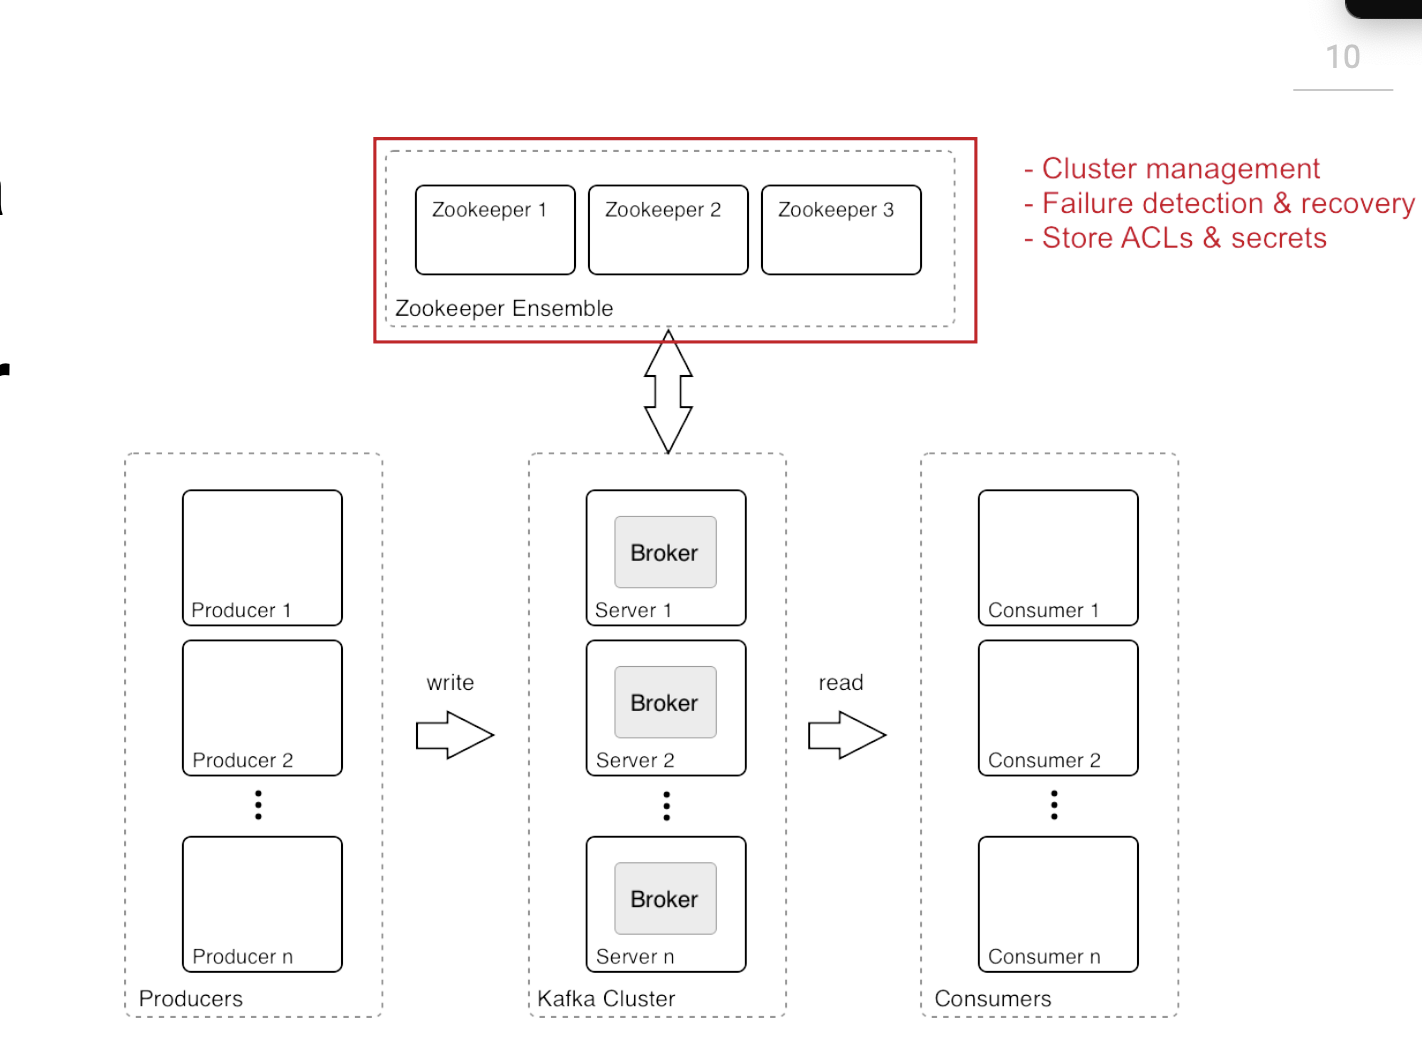 10
Zookeeper 1
Zookeeper 2
Zookeeper 3
Zookeeper Ensemble
- Cluster management
- Failure detection & recovery
- Store ACLs & secrets
Producer 1
Producer 2
Producer n
Producers
write
Broker
Server 1
Broker
Server 2
Broker
Server n
Kafka Cluster
read
Consumer 1
Consumer 2
Consumer n
Consumers